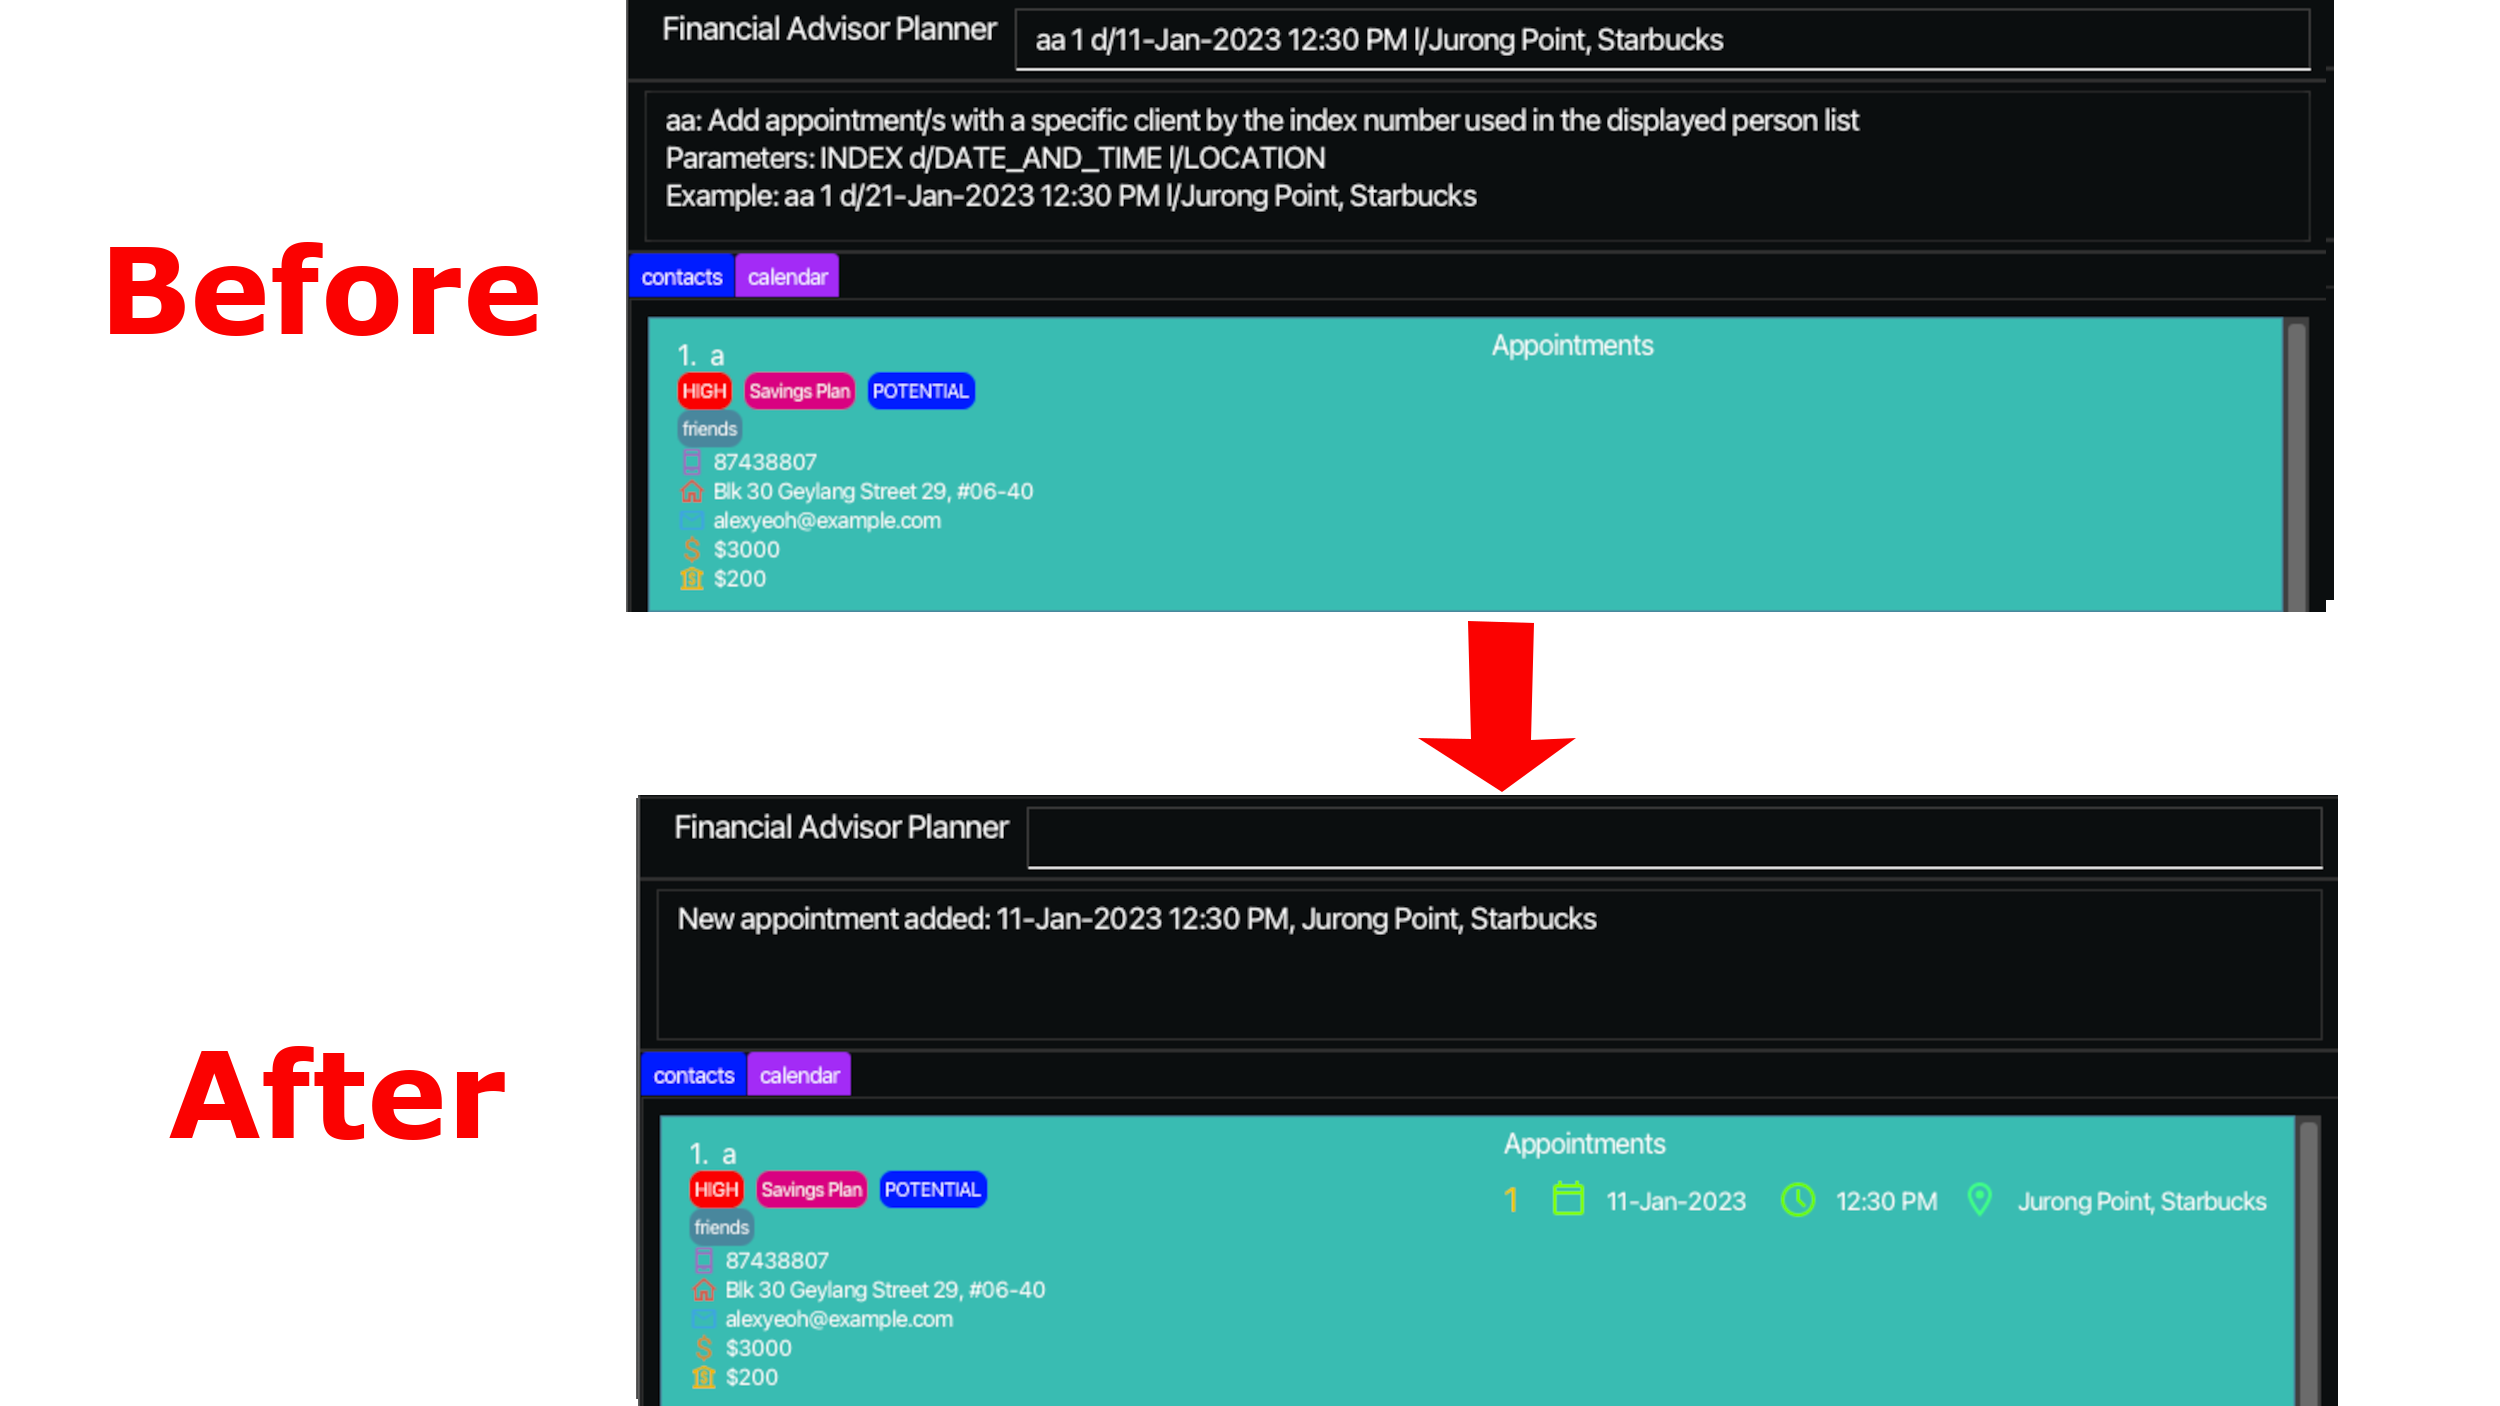 Before
Financial Advisor Planner
aa 1 d/11-Jan-2023 12:30 PM l/Jurong Point, Starbucks
aa: Add appointment/s with a specific client by the index number used in the displayed person list
Parameters: INDEX d/DATE_AND_TIME l/LOCATION
Example: aa 1 d/21-Jan-2023 12:30 PM l/Jurong Point, Starbucks
contacts calendar
1. a
Appointments
HIGH Savings Plan POTENTIAL
friends
87438807
Blk 30 Geylang Street 29, #06-40
alexyeoh@example.com
$3000
$200
After
Financial Advisor Planner
New appointment added: 11-Jan-2023 12:30 PM, Jurong Point, Starbucks
contacts calendar
1. a
Appointments
HIGH Savings Plan POTENTIAL
1 11-Jan-2023 12:30 PM Jurong Point, Starbucks
friends
87438807
Blk 30 Geylang Street 29, #06-40
alexyeoh@example.com
$3000
$200